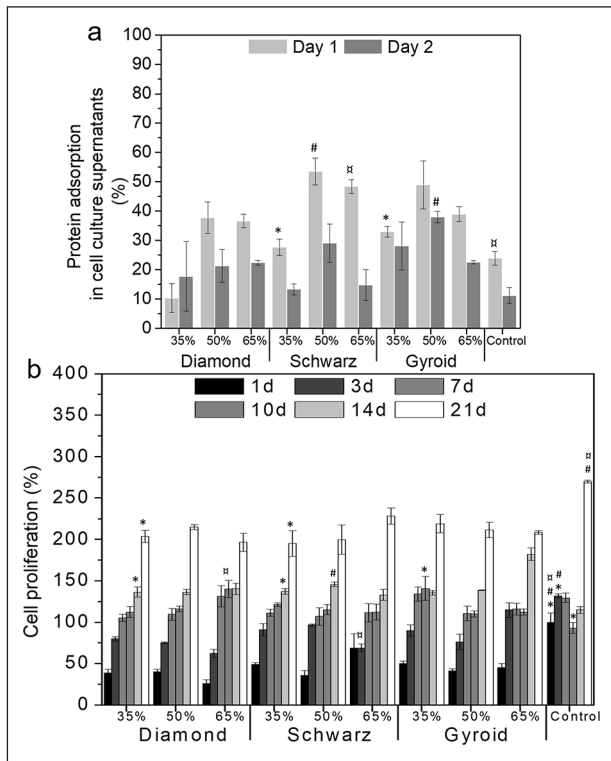 a
Day 1 Day 2
Protein adsorption
in cell culture supernatants
(%)
100
90
80
70
60
50
40
30
20
10
0
* # ¤ * # ¤
35% 50% 65% 35% 50% 65% 35% 50% 65% Control
Diamond Schwarz Gyroid
b
1d 3d 7d
10d 14d 21d
Cell proliferation (%)
400
350
300
250
200
150
100
50
0
* * ¤ * * # ¤ * ¤ # * # * ¤ #
35% 50% 65% 35% 50% 65% 35% 50% 65% Control
Diamond Schwarz Gyroid